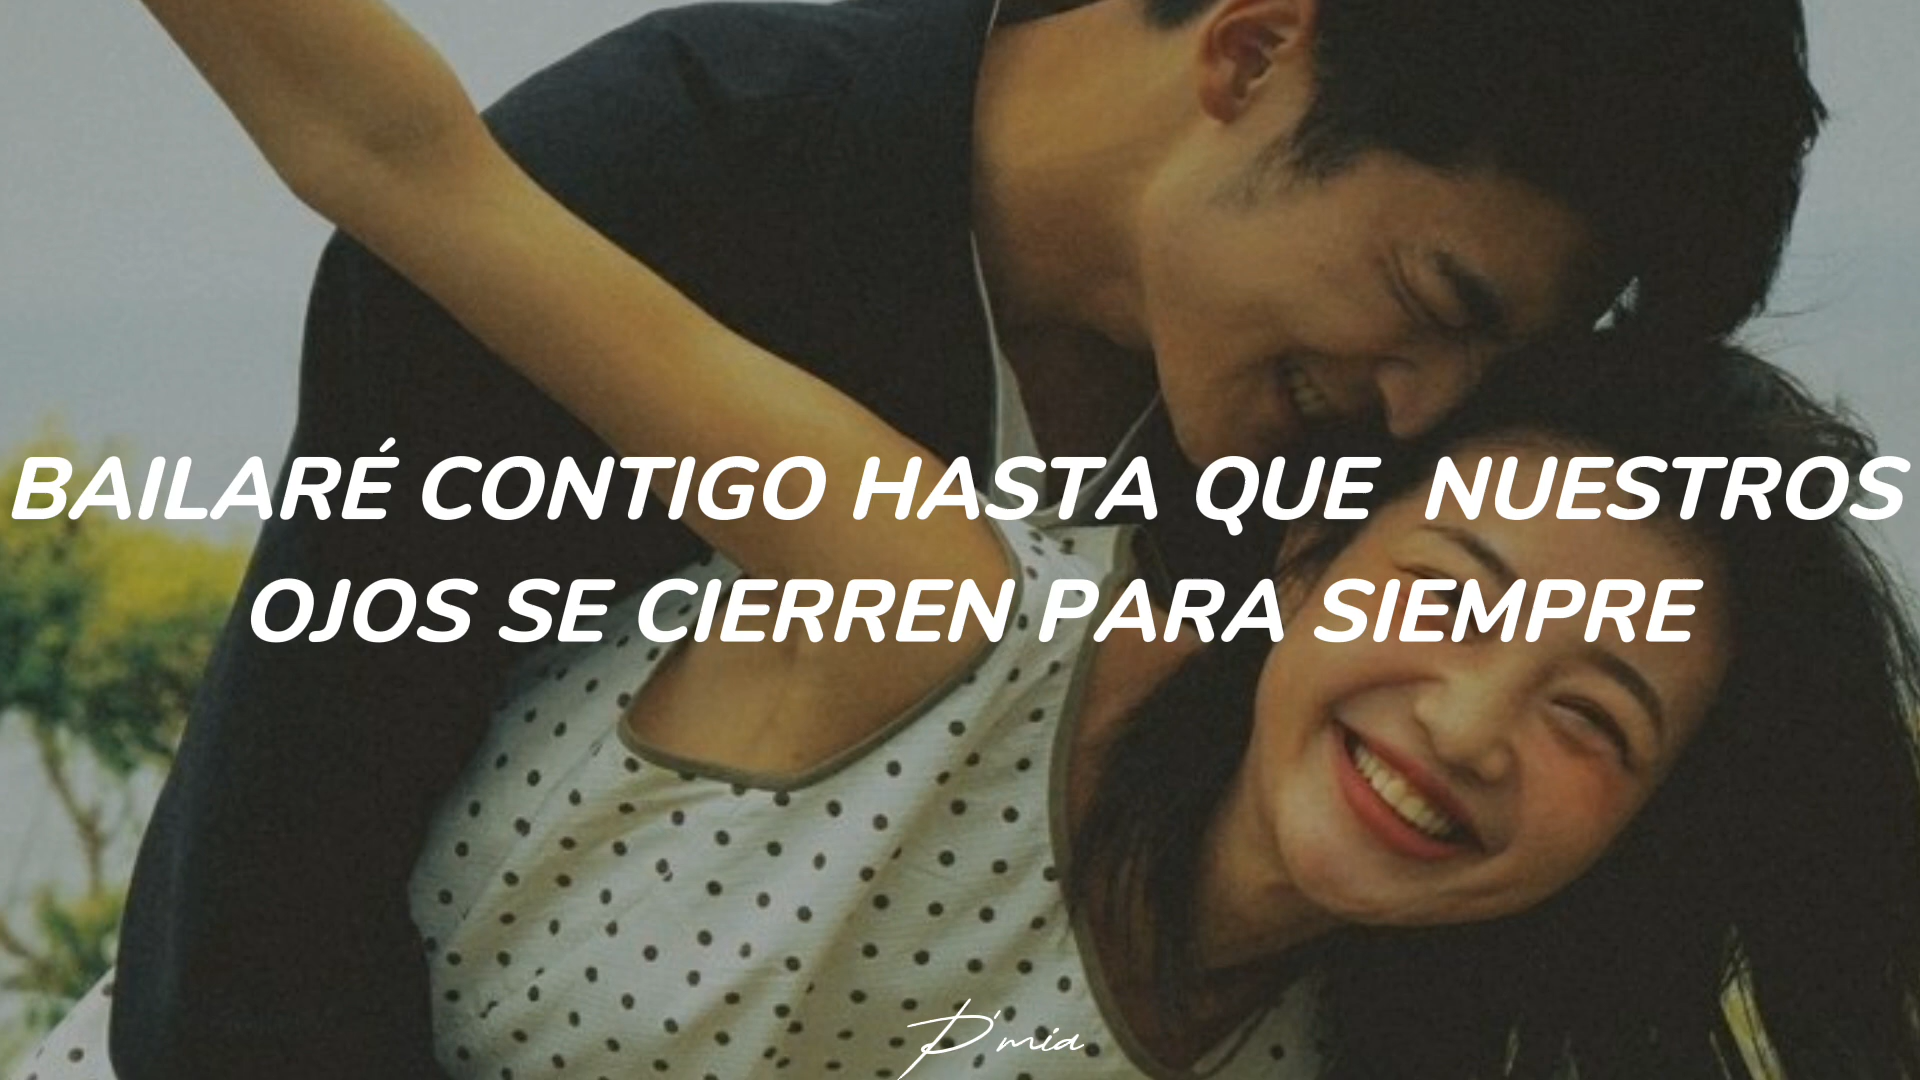 BAILARÉ CONTIGO HASTA QUE NUESTROS
OJOS SE CIERREN PARA SIEMPRE
D'mia